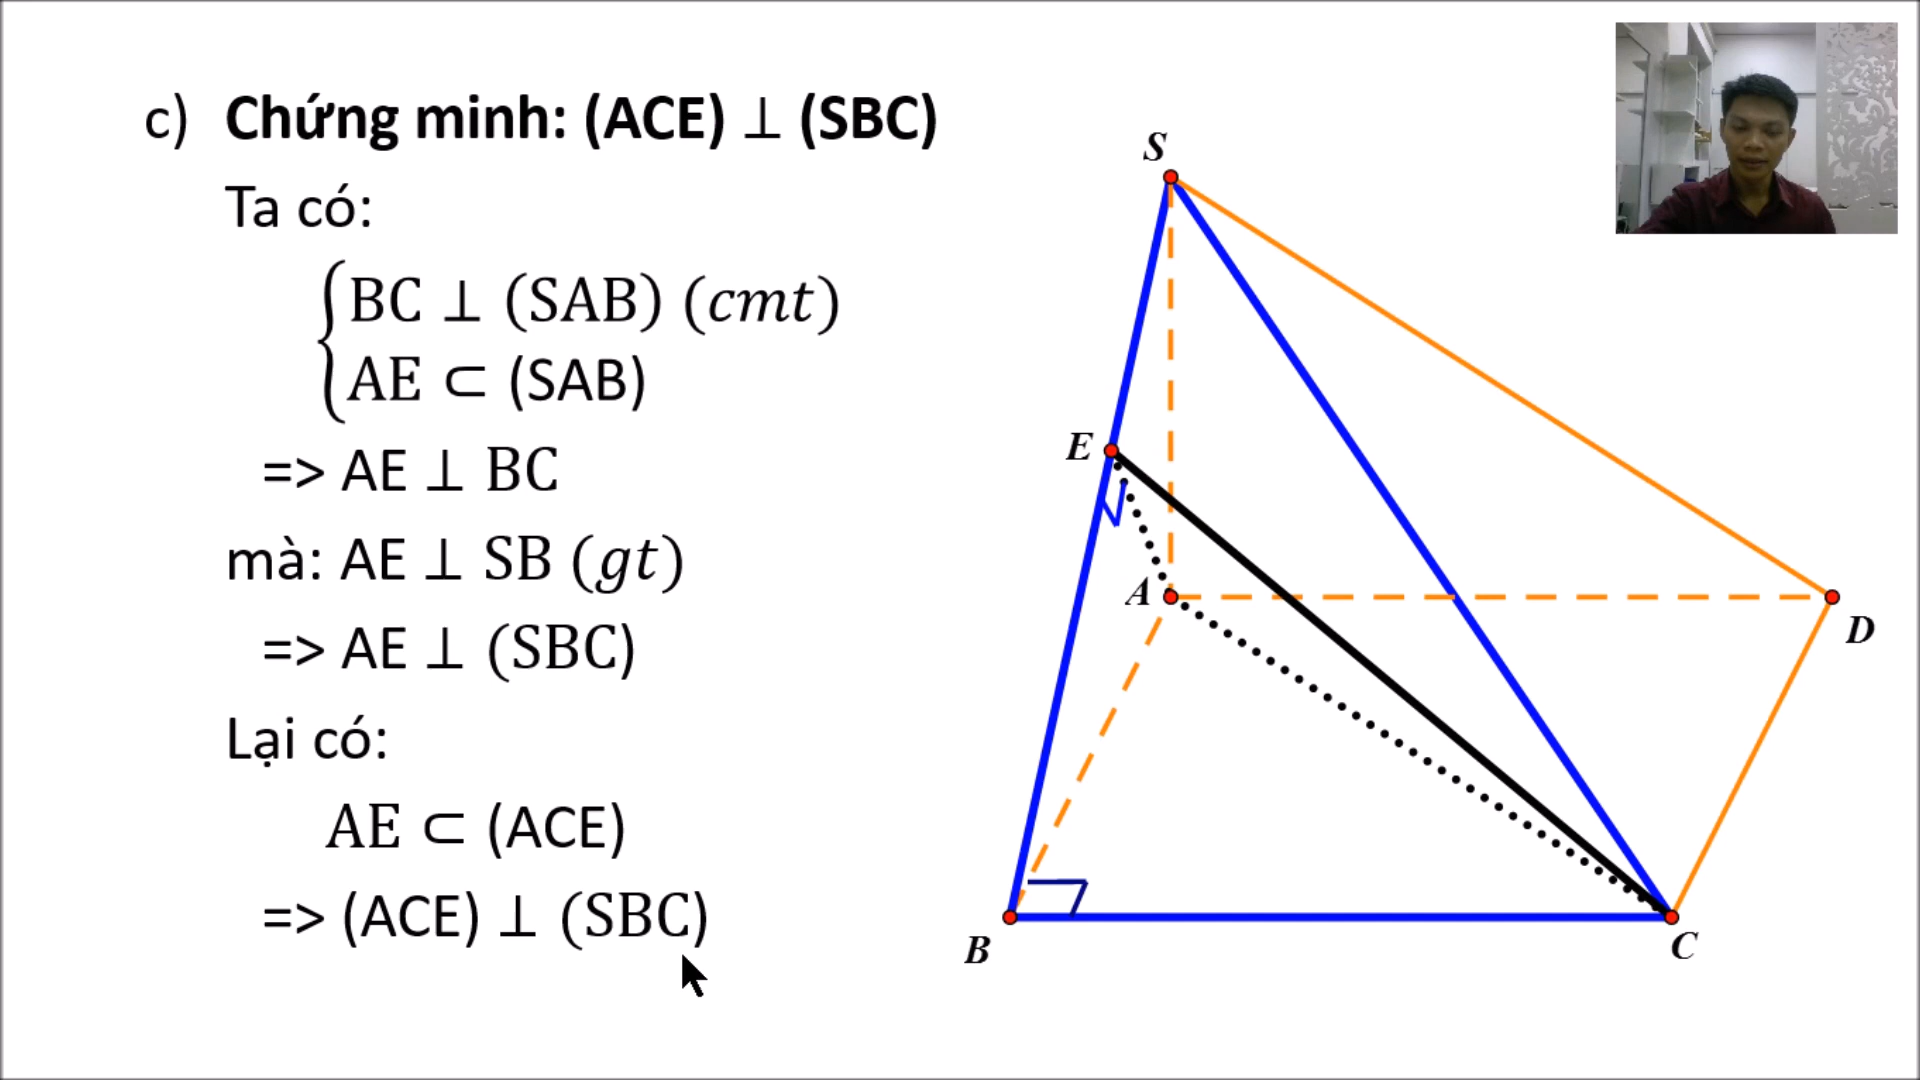 c) Chứng minh: (ACE) ⊥ (SBC)
Ta có:
BC ⊥ (SAB) (cmt)
AE ⊂ (SAB)
=> AE ⊥ BC
mà: AE ⊥ SB (gt)
=> AE ⊥ (SBC)
Lại có:
AE ⊂ (ACE)
=> (ACE) ⊥ (SBC)
S
E
A
D
B
C